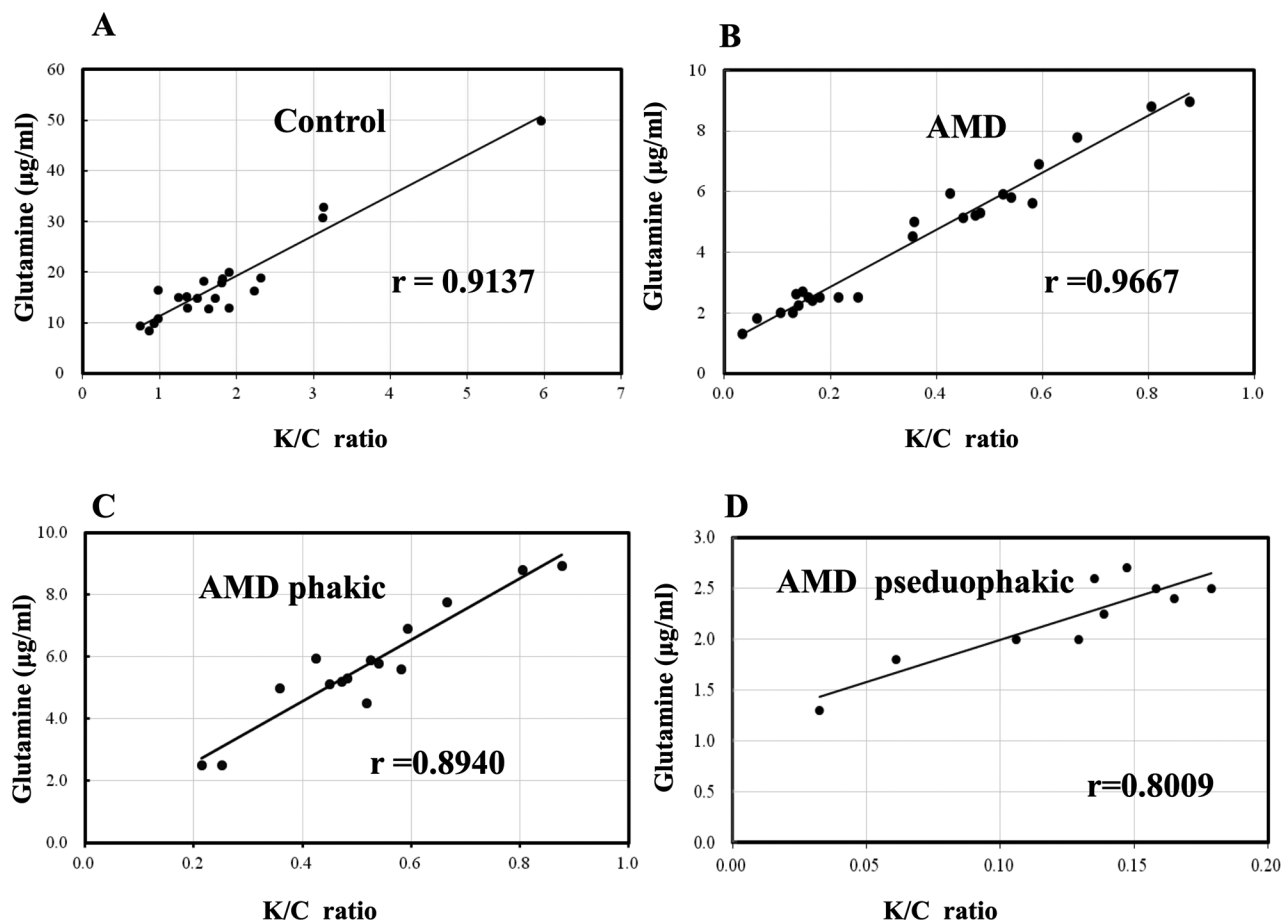 A
Glutamine (µg/ml)
60
50
40
30
20
10
0
Control
r = 0.9137
0 1 2 3 4 5 6 7
K/C ratio
B
Glutamine (µg/ml)
10
8
6
4
2
0
AMD
r =0.9667
0.0 0.2 0.4 0.6 0.8 1.0
K/C ratio
C
Glutamine (µg/ml)
10.0
8.0
6.0
4.0
2.0
0.0
AMD phakic
r =0.8940
0.0 0.2 0.4 0.6 0.8 1.0
K/C ratio
D
Glutamine (µg/ml)
3.0
2.5
2.0
1.5
1.0
0.5
0.0
AMD pseduophakic
r=0.8009
0.00 0.05 0.10 0.15 0.20
K/C ratio